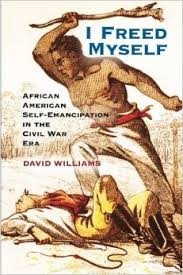 I FREED
MYSELF
AFRICAN
AMERICAN
SELF-EMANCIPATION
IN THE
CIVIL WAR
ERA
DAVID WILLIAMS